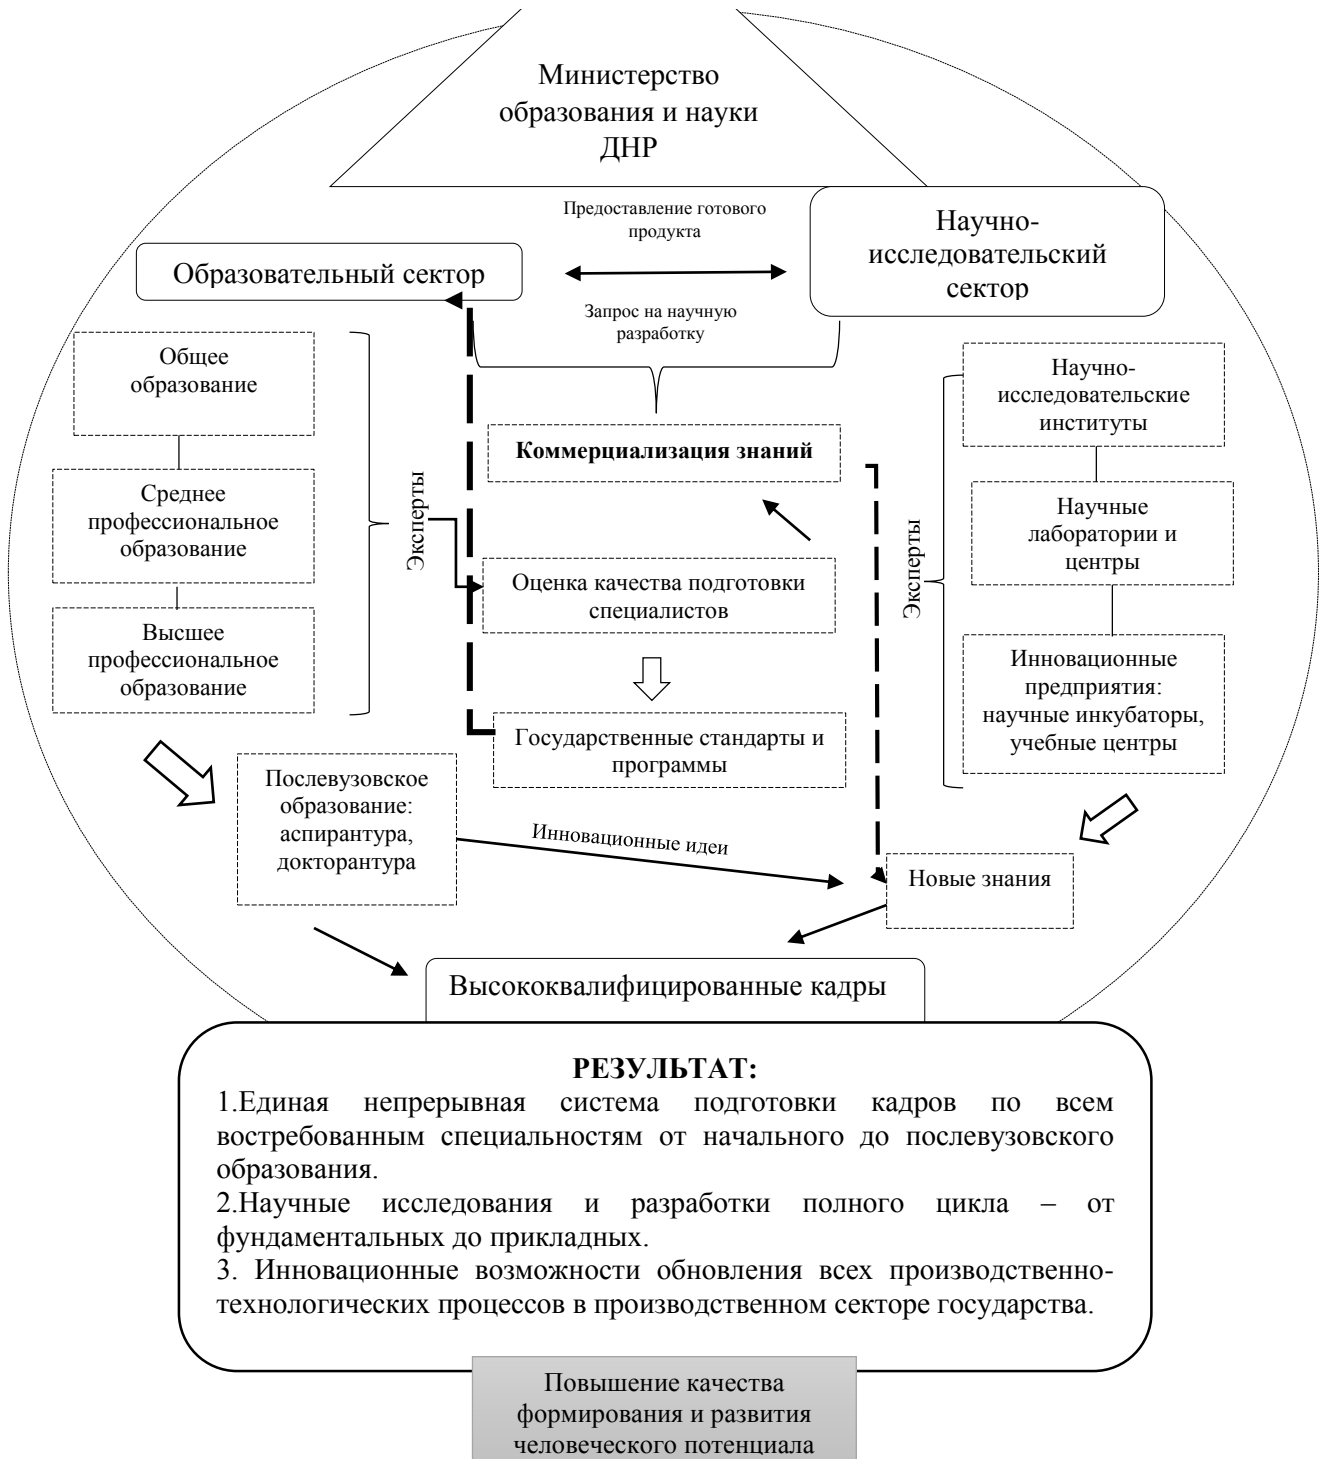 Министерство
образования и науки
ДНР
Предоставление готового
продукта
Научно-
исследовательский
сектор
Образовательный сектор
Запрос на научную
разработку
Общее
образование
Научно-
исследовательские
институты
Коммерциализация знаний
Среднее
профессиональное
образование
Эксперты
Научные
лаборатории и
центры
Эксперты
Оценка качества подготовки
специалистов
Высшее
профессиональное
образование
Инновационные
предприятия:
научные инкубаторы,
учебные центры
Государственные стандарты и
программы
Послевузовское
образование:
аспирантура,
докторантура
Инновационные идеи
Новые знания
Высококвалифицированные кадры
РЕЗУЛЬТАТ:
1.Единая непрерывная система подготовки кадров по всем
востребованным специальностям от начального до послевузовского
образования.
2.Научные исследования и разработки полного цикла – от
фундаментальных до прикладных.
3. Инновационные возможности обновления всех производственно-
технологических процессов в производственном секторе государства.
Повышение качества
формирования и развития
человеческого потенциала